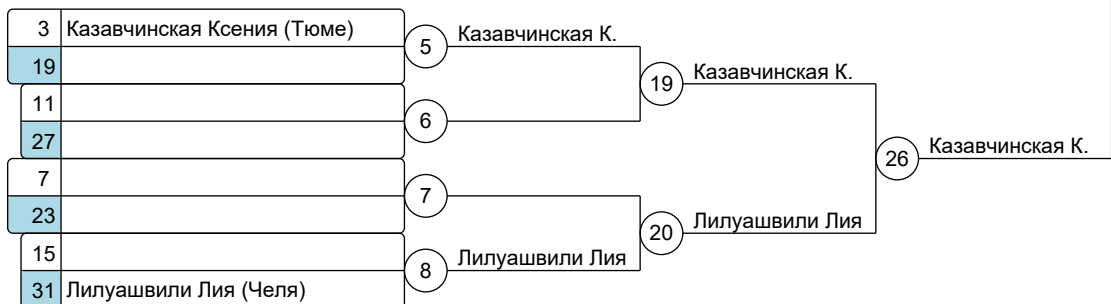 3 Казавчинская Ксения (Тюме)
19
11
27
7
23
15
31 Лилуашвили Лия (Челя)
5 Казавчинская К.
6
7
8 Лилуашвили Лия
19 Казавчинская К.
20 Лилуашвили Лия
26 Казавчинская К.